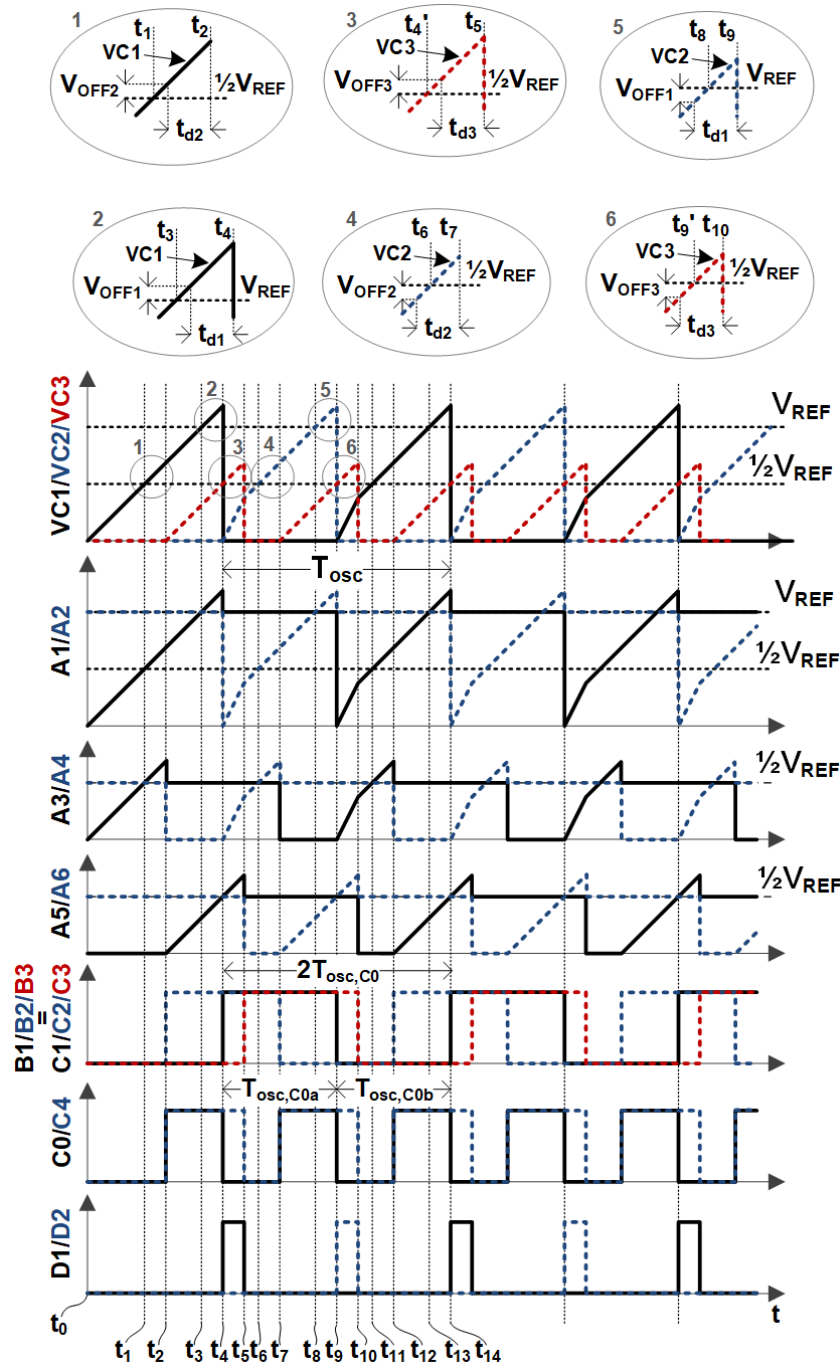 1
t1 t2
VC1
VOFF2
½VREF
td2
3
t4' t5
VC3
VOFF3
½VREF
td3
5
t8 t9
VC2
VOFF1
VREF
td1
2
t3 t4
VC1
VOFF1
VREF
td1
4
t6 t7
VC2
VOFF2
½VREF
td2
6
t9' t10
VC3
VOFF3
½VREF
td3
VC1/VC2/VC3
1 2 3 4 5 6
VREF
½VREF
Tosc
A1/A2
VREF
½VREF
A3/A4
½VREF
A5/A6
½VREF
2Tosc,C0
B1/B2/B3
=
C1/C2/C3
Tosc,C0a Tosc,C0b
C0/C4
D1/D2
t0
t
t1 t2 t3 t4 t5 t6 t7 t8 t9 t10 t11 t12 t13 t14